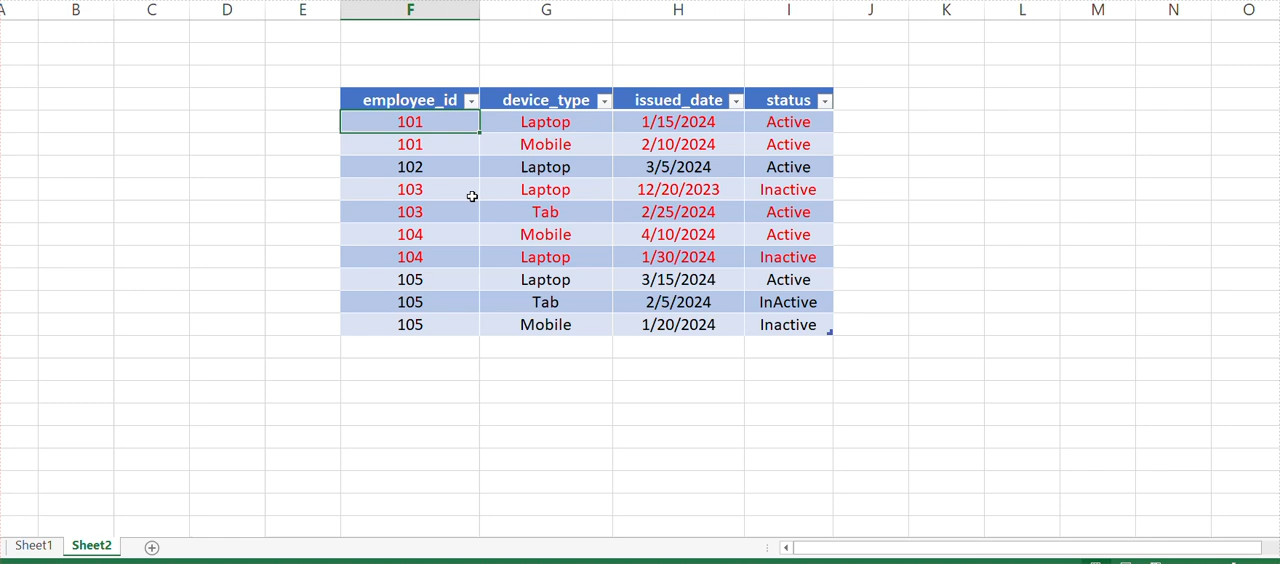 A B C D E F G H I J K L M N O
employee_id device_type issued_date status
101 Laptop 1/15/2024 Active
101 Mobile 2/10/2024 Active
102 Laptop 3/5/2024 Active
103 Laptop 12/20/2023 Inactive
103 Tab 2/25/2024 Active
104 Mobile 4/10/2024 Active
104 Laptop 1/30/2024 Inactive
105 Laptop 3/15/2024 Active
105 Tab 2/5/2024 InActive
105 Mobile 1/20/2024 Inactive
Sheet1 Sheet2